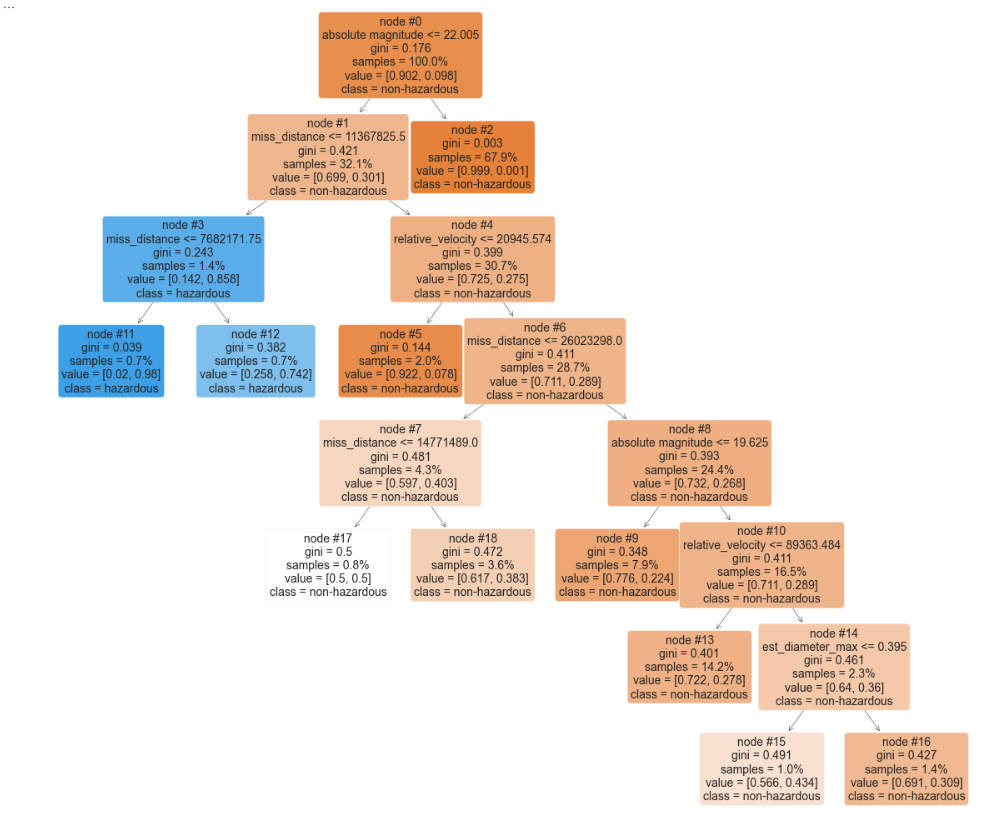 ...
node #0
absolute magnitude <= 22.005
gini = 0.176
samples = 100.0%
value = [0.902, 0.098]
class = non-hazardous
node #1
miss_distance <= 11367825.5
gini = 0.421
samples = 32.1%
value = [0.699, 0.301]
class = non-hazardous
node #2
gini = 0.003
samples = 67.9%
value = [0.999, 0.001]
class = non-hazardous
node #3
miss_distance <= 7682171.75
gini = 0.243
samples = 1.4%
value = [0.142, 0.858]
class = hazardous
node #4
relative_velocity <= 20945.574
gini = 0.399
samples = 30.7%
value = [0.725, 0.275]
class = non-hazardous
node #11
gini = 0.039
samples = 0.7%
value = [0.02, 0.98]
class = hazardous
node #12
gini = 0.382
samples = 0.7%
value = [0.258, 0.742]
class = hazardous
node #5
gini = 0.144
samples = 2.0%
value = [0.922, 0.078]
class = non-hazardous
node #6
miss_distance <= 26023298.0
gini = 0.411
samples = 28.7%
value = [0.711, 0.289]
class = non-hazardous
node #7
miss_distance <= 14771489.0
gini = 0.481
samples = 4.3%
value = [0.597, 0.403]
class = non-hazardous
node #8
absolute magnitude <= 19.625
gini = 0.393
samples = 24.4%
value = [0.732, 0.268]
class = non-hazardous
node #17
gini = 0.5
samples = 0.8%
value = [0.5, 0.5]
class = non-hazardous
node #18
gini = 0.472
samples = 3.6%
value = [0.617, 0.383]
class = non-hazardous
node #9
gini = 0.348
samples = 7.9%
value = [0.776, 0.224]
class = non-hazardous
node #10
relative_velocity <= 89363.484
gini = 0.411
samples = 16.5%
value = [0.711, 0.289]
class = non-hazardous
node #13
gini = 0.401
samples = 14.2%
value = [0.722, 0.278]
class = non-hazardous
node #14
est_diameter_max <= 0.395
gini = 0.461
samples = 2.3%
value = [0.64, 0.36]
class = non-hazardous
node #15
gini = 0.491
samples = 1.0%
value = [0.566, 0.434]
class = non-hazardous
node #16
gini = 0.427
samples = 1.4%
value = [0.691, 0.309]
class = non-hazardous